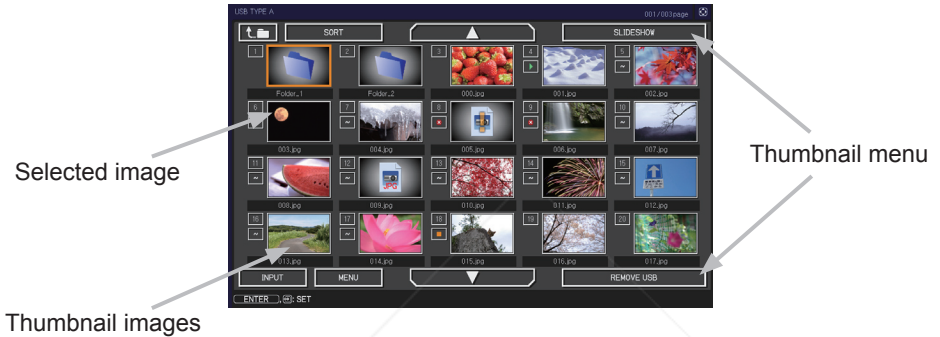 USB TYPE A 001/003page
SORT SLIDESHOW
1 2 3 4 5
Folder_1 Folder_2 000.jpg 001.jpg 002.jpg
6 7 8 9 10
003.jpg 004.jpg 005.jpg 006.jpg 007.jpg
Selected image
Thumbnail menu
11 12 13 14 15
JPG
008.jpg 009.jpg 010.jpg 011.jpg 012.jpg
16 17 18 19 20
013.jpg 014.jpg 015.jpg 016.jpg 017.jpg
INPUT MENU REMOVE USB
ENTER , : SET
Thumbnail images